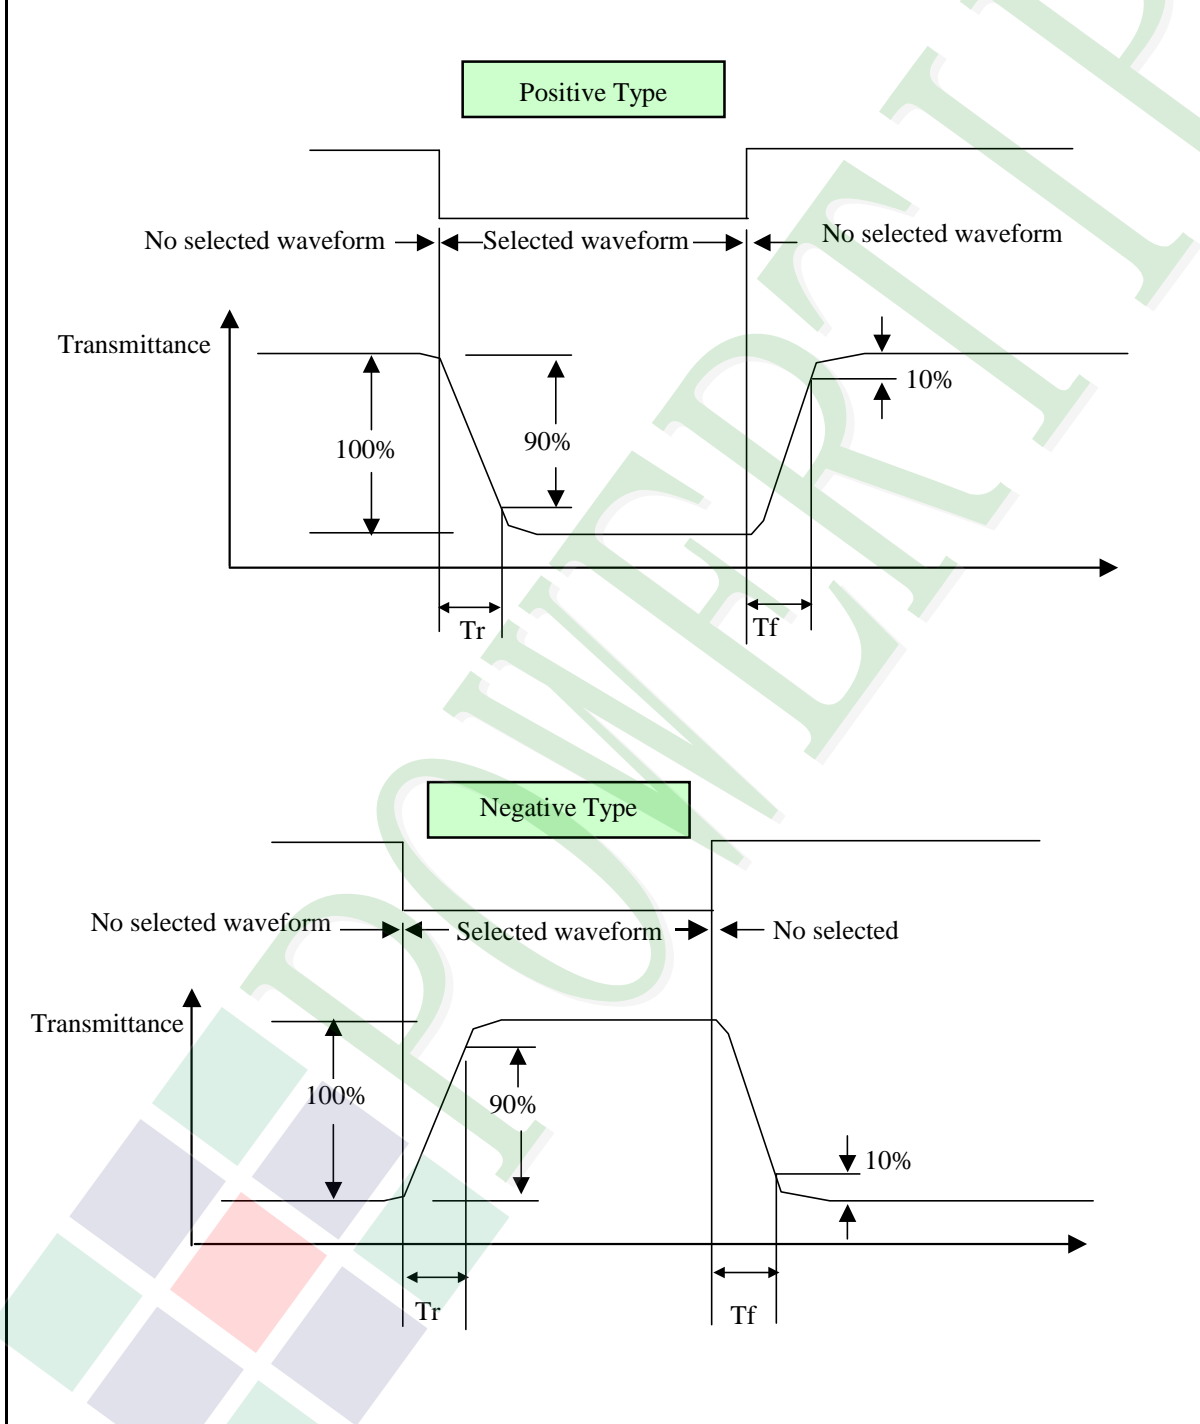 Positive Type
No selected waveform
Selected waveform
No selected waveform
Transmittance
100%
90%
10%
Tr
Tf
Negative Type
No selected waveform
Selected waveform
No selected
Transmittance
100%
90%
10%
Tr
Tf
POWERTIP